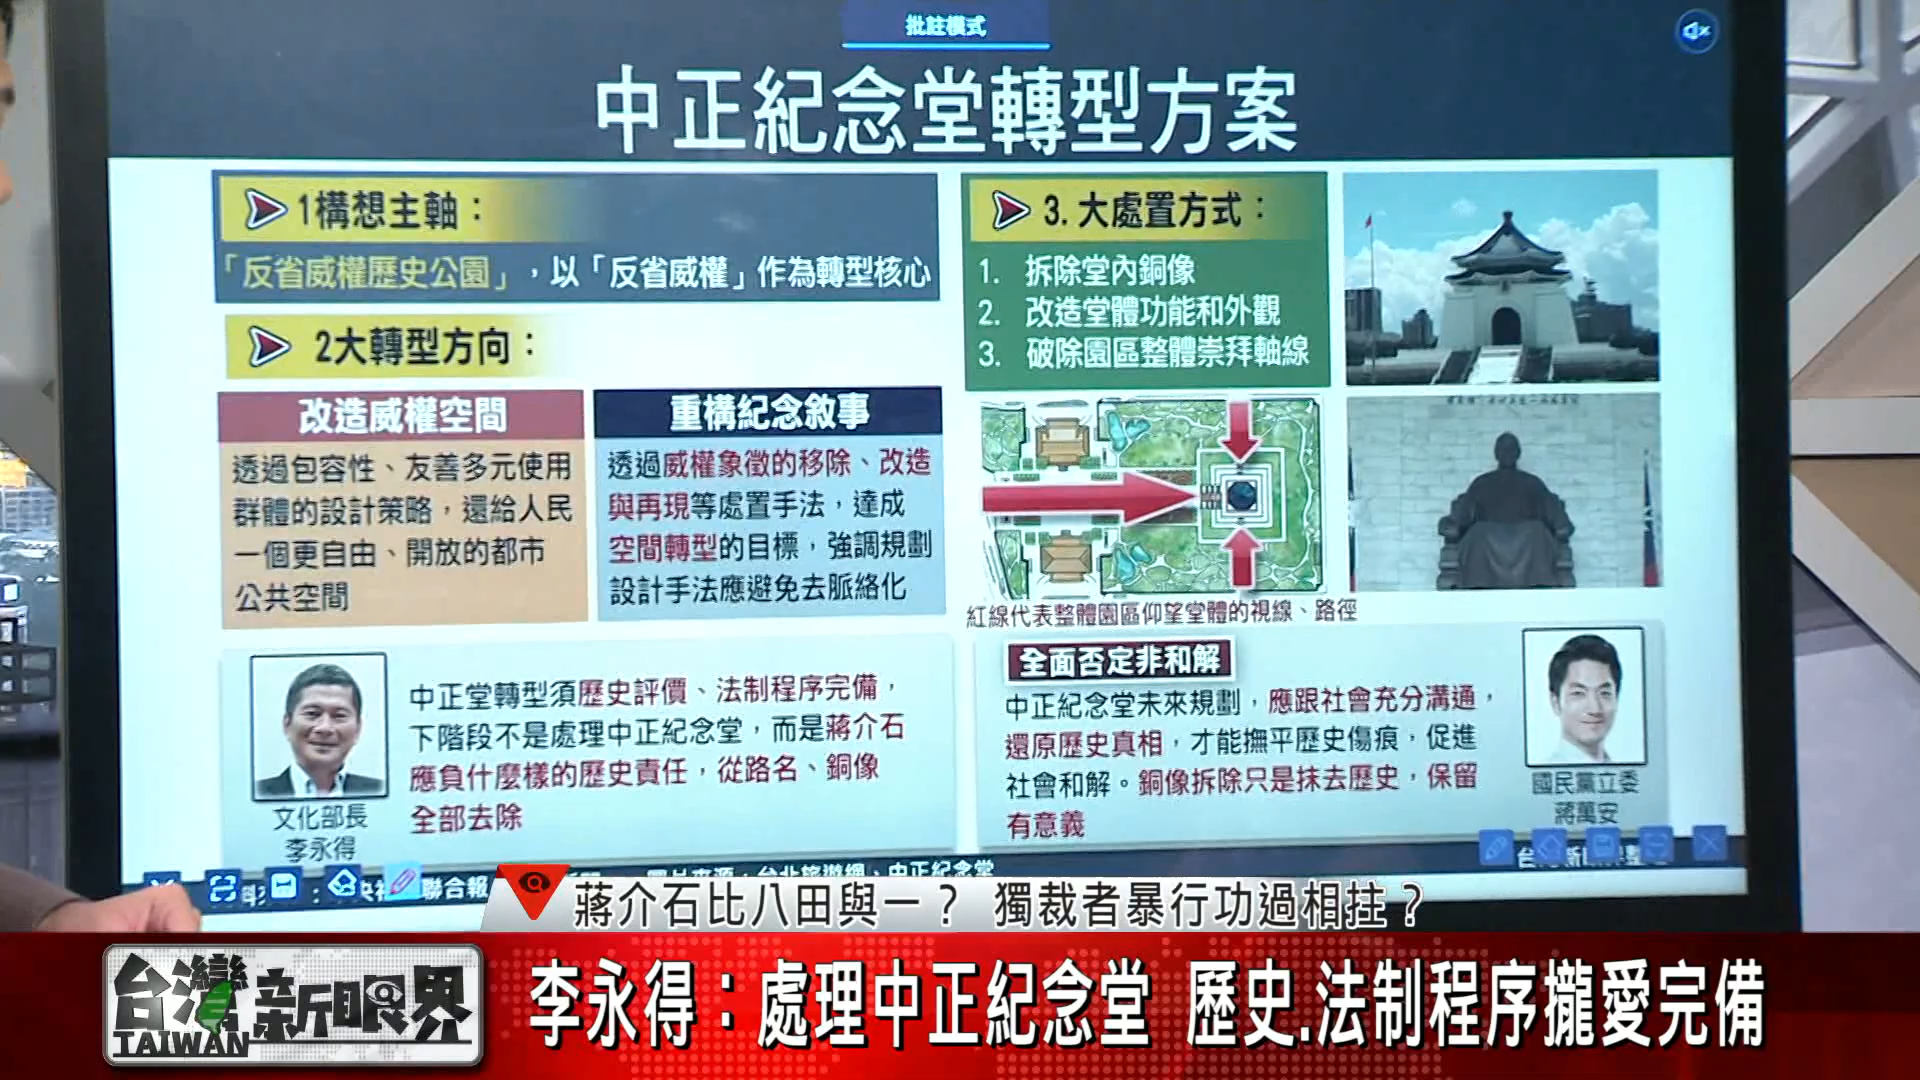 批註模式
中正紀念堂轉型方案
1構想主軸：
「反省威權歷史公園」，以「反省威權」作為轉型核心
2大轉型方向：
改造威權空間
透過包容性、友善多元使用
群體的設計策略，還給人民
一個更自由、開放的都市
公共空間
重構紀念敘事
透過威權象徵的移除、改造
與再現等處置手法，達成
空間轉型的目標，強調規劃
設計手法應避免去脈絡化
3.大處置方式：
1. 拆除堂內銅像
2. 改造堂體功能和外觀
3. 破除園區整體崇拜軸線
紅線代表整體園區仰望堂體的視線、路徑
中正堂轉型須歷史評價、法制程序完備，
下階段不是處理中正紀念堂，而是蔣介石
應負什麼樣的歷史責任，從路名、銅像
全部去除
文化部長
李永得
全面否定非和解
中正紀念堂未來規劃，應跟社會充分溝通，
還原歷史真相，才能撫平歷史傷痕，促進
社會和解。銅像拆除只是抹去歷史，保留
有意義
國民黨立委
蔣萬安
聯合報
蔣介石比八田與一？ 獨裁者暴行功過相拄？
台灣新眼界
TAIWAN
李永得：處理中正紀念堂 歷史.法制程序攏愛完備